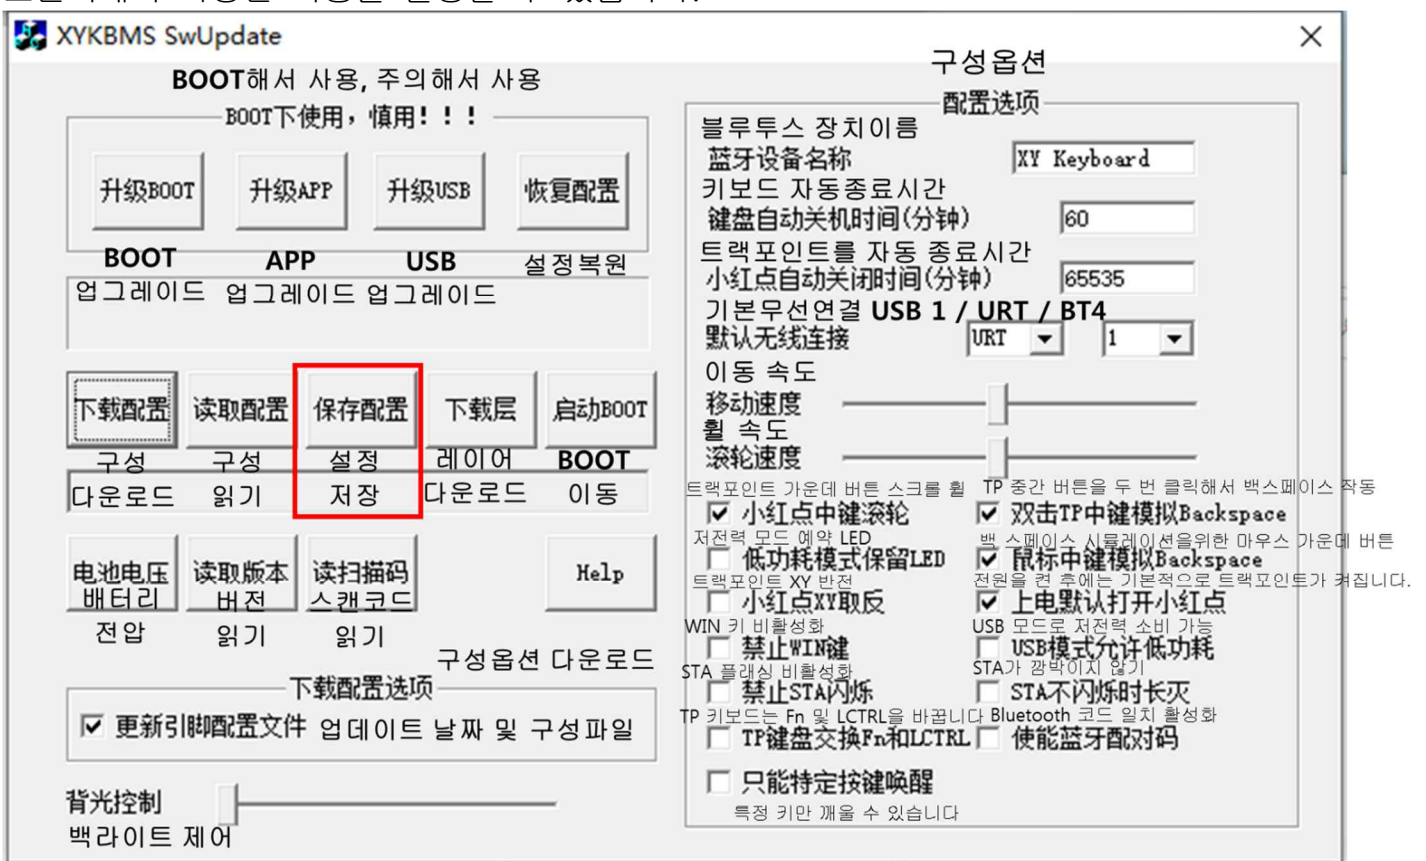 XYKBMS SwUpdate
BOOT해서 사용, 주의해서 사용
BOOT下使用，慎用！！！
升级BOOT 升级APP 升级USB 恢复配置
BOOT 업그레이드 APP 업그레이드 USB 업그레이드 설정복원
下载配置 读取配置 保存配置 下载层 启动BOOT
구성 다운로드 구성 읽기 설정 저장 레이어 다운로드 BOOT 이동
电池电压 读取版本 读扫描码 Help
배터리 전압 버전 읽기 스캔코드 읽기
구성옵션 다운로드
下载配置选项
更新引脚配置文件 업데이트 날짜 및 구성파일
背光控制
백라이트 제어
구성옵션
配置选项
블루투스 장치이름
蓝牙设备名称 XY Keyboard
키보드 자동종료시간
键盘自动关机时间(分钟) 60
트랙포인트를 자동 종료시간
小红点自动关闭时间(分钟) 65535
기본무선연결 USB 1 / URT / BT4
默认无线连接 URT 1
이동 속도
移动速度
휠 속도
滚轮速度
트랙포인트 가운데 버튼 스크롤 휠 TP 중간 버튼을 두 번 클릭해서 백스페이스 작동
小红点中键滚轮 双击TP中键模拟Backspace
저전력 모드 예약 LED 백 스페이스 시뮬레이션을위한 마우스 가운데 버튼
低功耗模式保留LED 鼠标中键模拟Backspace
트랙포인트 XY 반전 전원을 켠 후에는 기본적으로 트랙포인트가 켜집니다.
小红点XY取反 上电默认打开小红点
WIN 키 비활성화 USB 모드로 저전력 소비 가능
禁止WIN键 USB模式允许低功耗
STA 플래싱 비활성화 STA가 깜박이지 않기
禁止STA闪烁 STA不闪烁时长灭
TP 키보드는 Fn 및 LCTRL을 바꿉니다 Bluetooth 코드 일치 활성화
TP键盘交换Fn和LCTRL 使能蓝牙配对码
只能特定按键唤醒
특정 키만 깨울 수 있습니다